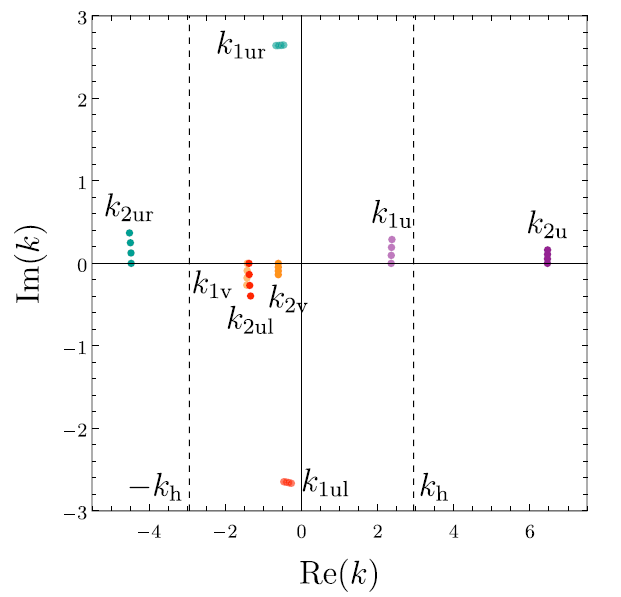 3
k1ur
2
1
k2ur
k1u
k2u
0
k1v
k2v
k2ul
Im(k)
−1
−2
−kh
k1ul
kh
−3
−4 −2 0 2 4 6
Re(k)